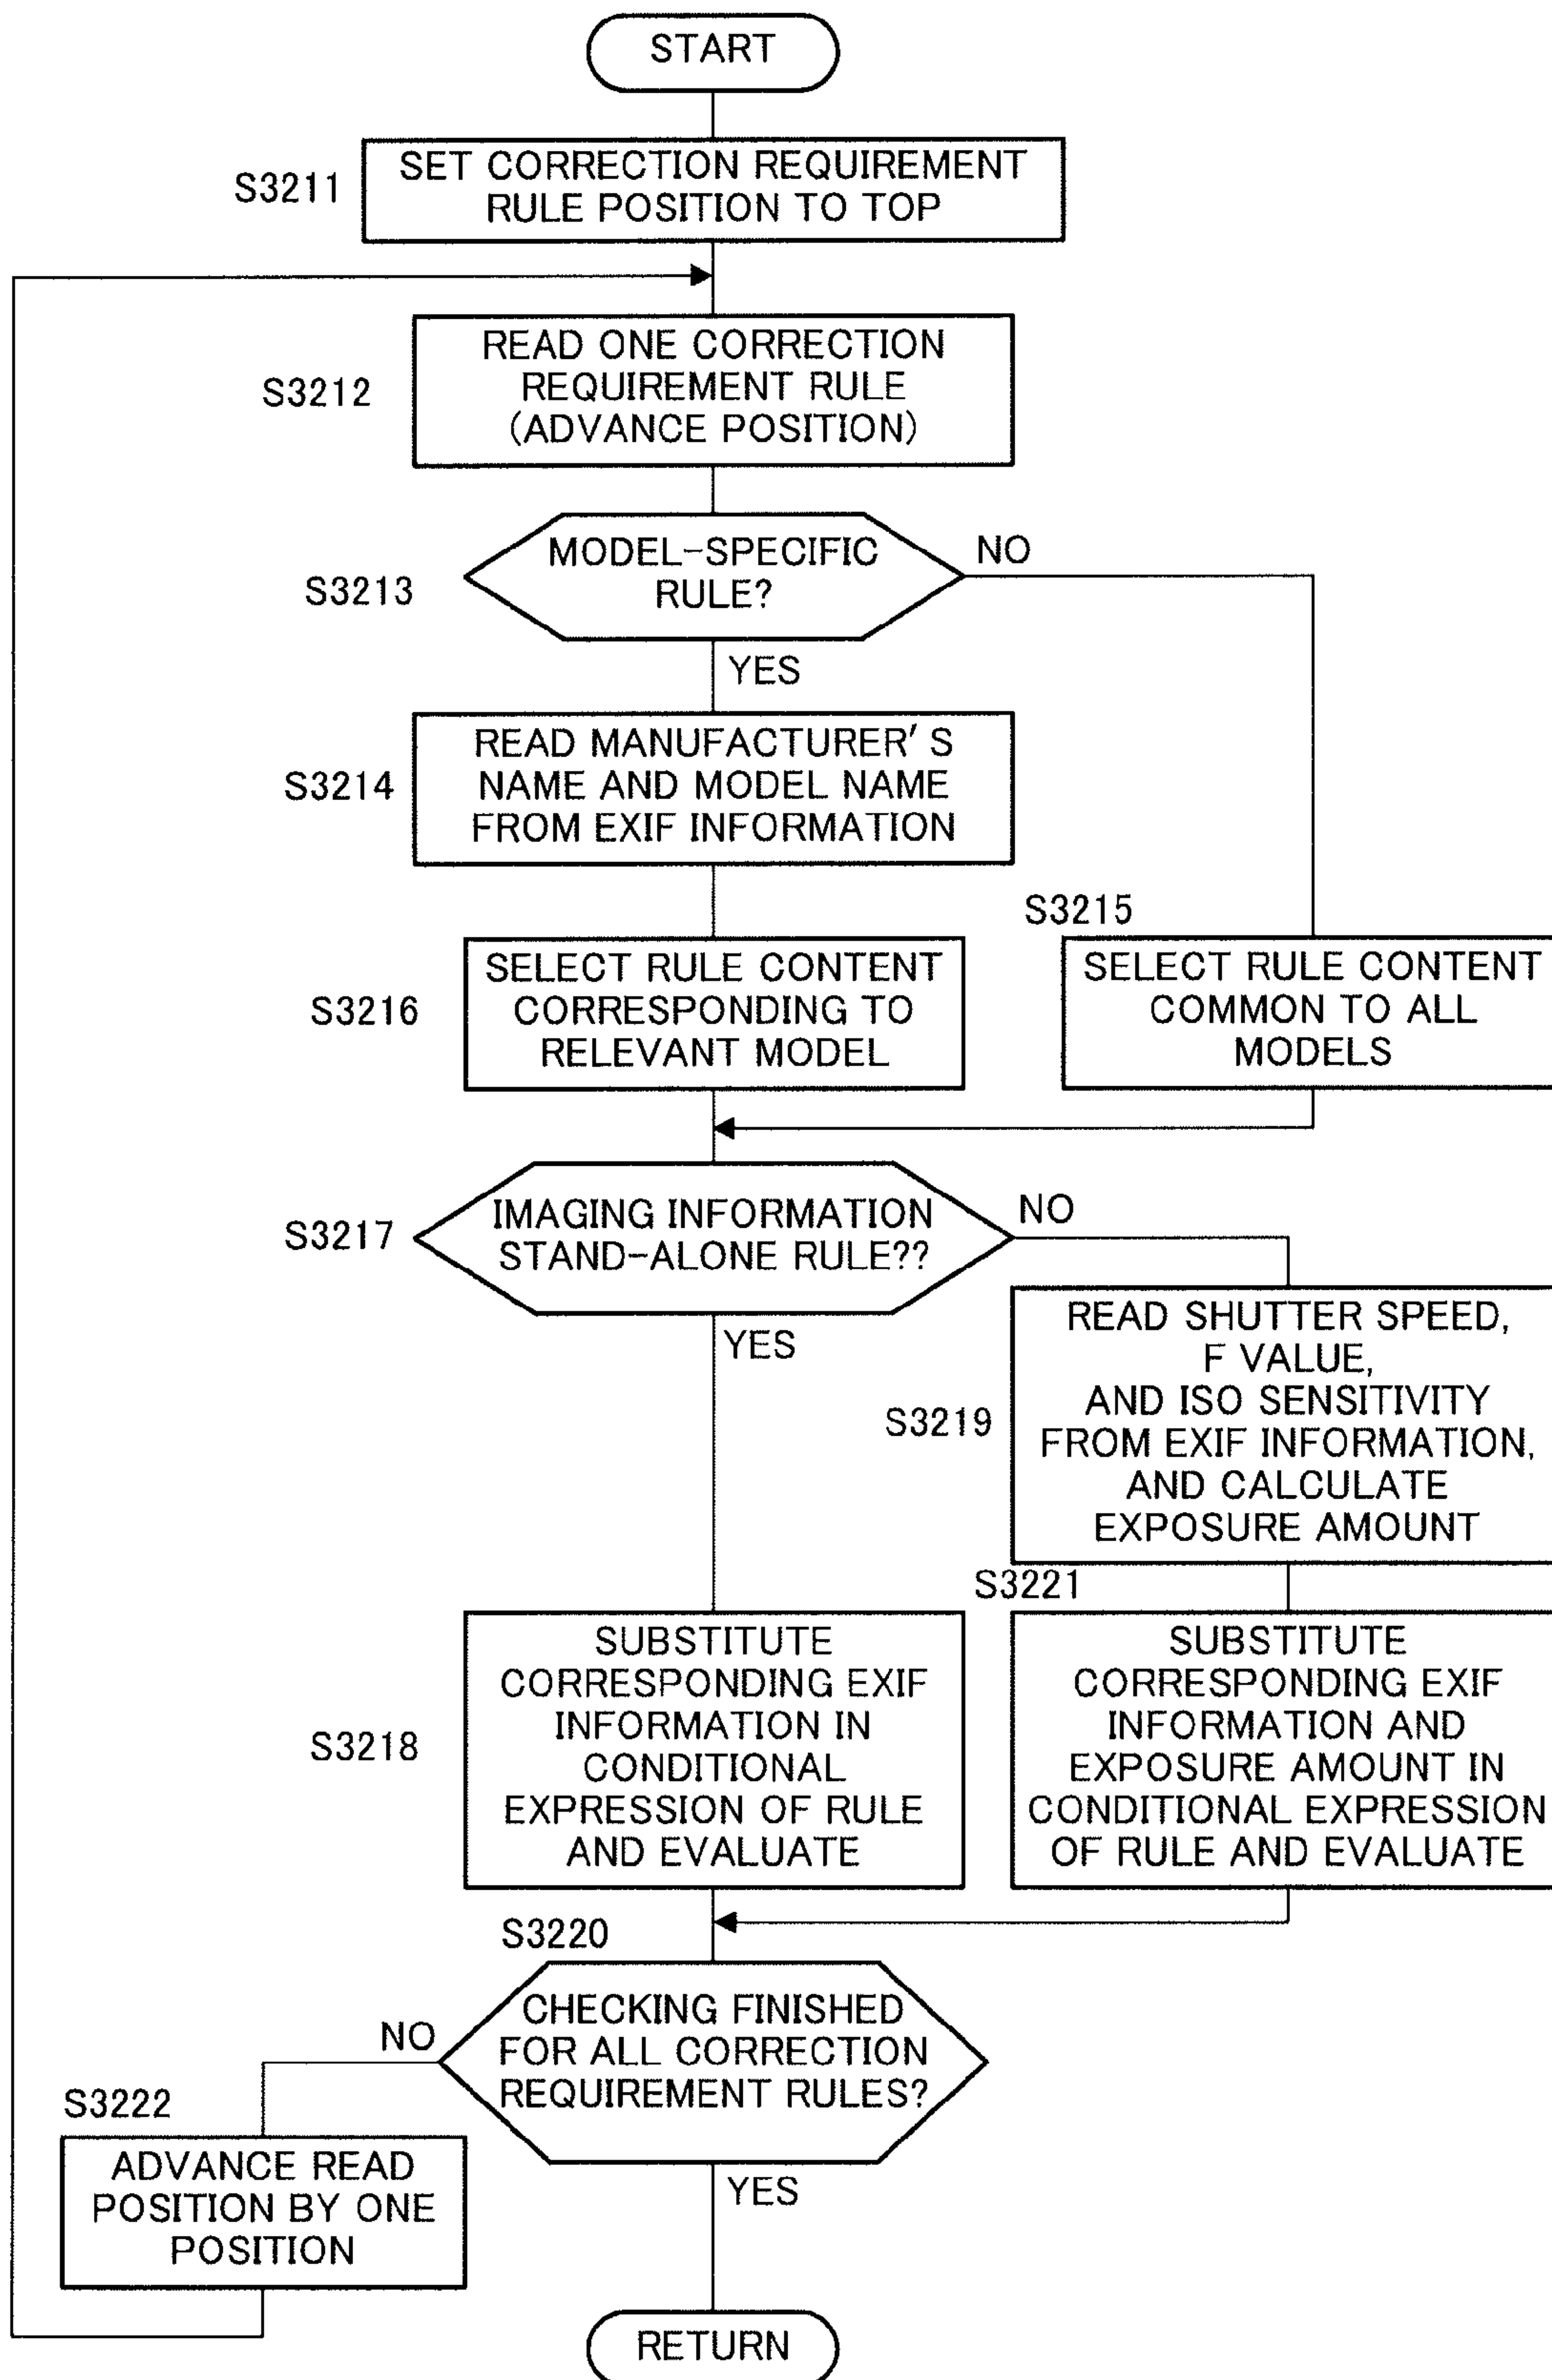 START
S3211
SET CORRECTION REQUIREMENT
RULE POSITION TO TOP
S3212
READ ONE CORRECTION
REQUIREMENT RULE
(ADVANCE POSITION)
S3213
MODEL-SPECIFIC
RULE?
NO
YES
S3214
READ MANUFACTURER'S
NAME AND MODEL NAME
FROM EXIF INFORMATION
S3215
SELECT RULE CONTENT
COMMON TO ALL
MODELS
S3216
SELECT RULE CONTENT
CORRESPONDING TO
RELEVANT MODEL
S3217
IMAGING INFORMATION
STAND-ALONE RULE??
NO
YES
S3219
READ SHUTTER SPEED,
F VALUE,
AND ISO SENSITIVITY
FROM EXIF INFORMATION,
AND CALCULATE
EXPOSURE AMOUNT
S3218
SUBSTITUTE
CORRESPONDING EXIF
INFORMATION IN
CONDITIONAL
EXPRESSION OF RULE
AND EVALUATE
S3221
SUBSTITUTE
CORRESPONDING EXIF
INFORMATION AND
EXPOSURE AMOUNT IN
CONDITIONAL EXPRESSION
OF RULE AND EVALUATE
S3220
CHECKING FINISHED
FOR ALL CORRECTION
REQUIREMENT RULES?
NO
YES
S3222
ADVANCE READ
POSITION BY ONE
POSITION
RETURN